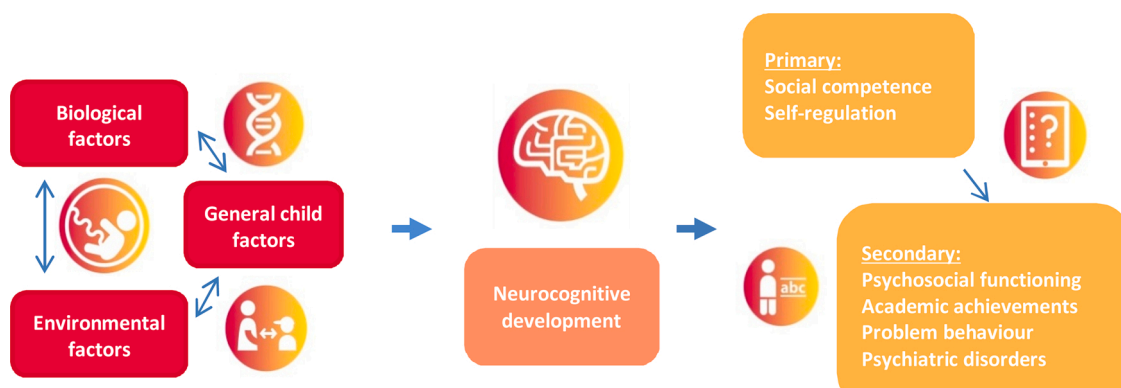 Biological
factors
General child
factors
Environmental
factors
Neurocognitive
development
Primary:
Social competence
Self-regulation
?
abc
Secondary:
Psychosocial functioning
Academic achievements
Problem behaviour
Psychiatric disorders